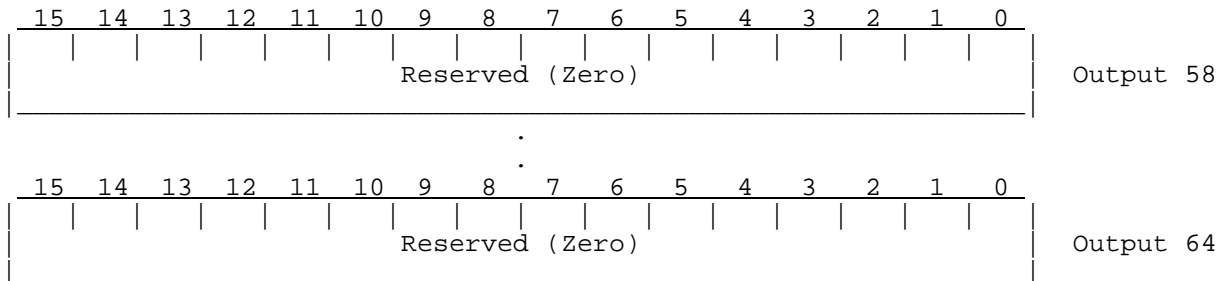 15 14 13 12 11 10 9 8 7 6 5 4 3 2 1 0
Reserved (Zero) Output 58
.
.
15 14 13 12 11 10 9 8 7 6 5 4 3 2 1 0
Reserved (Zero) Output 64